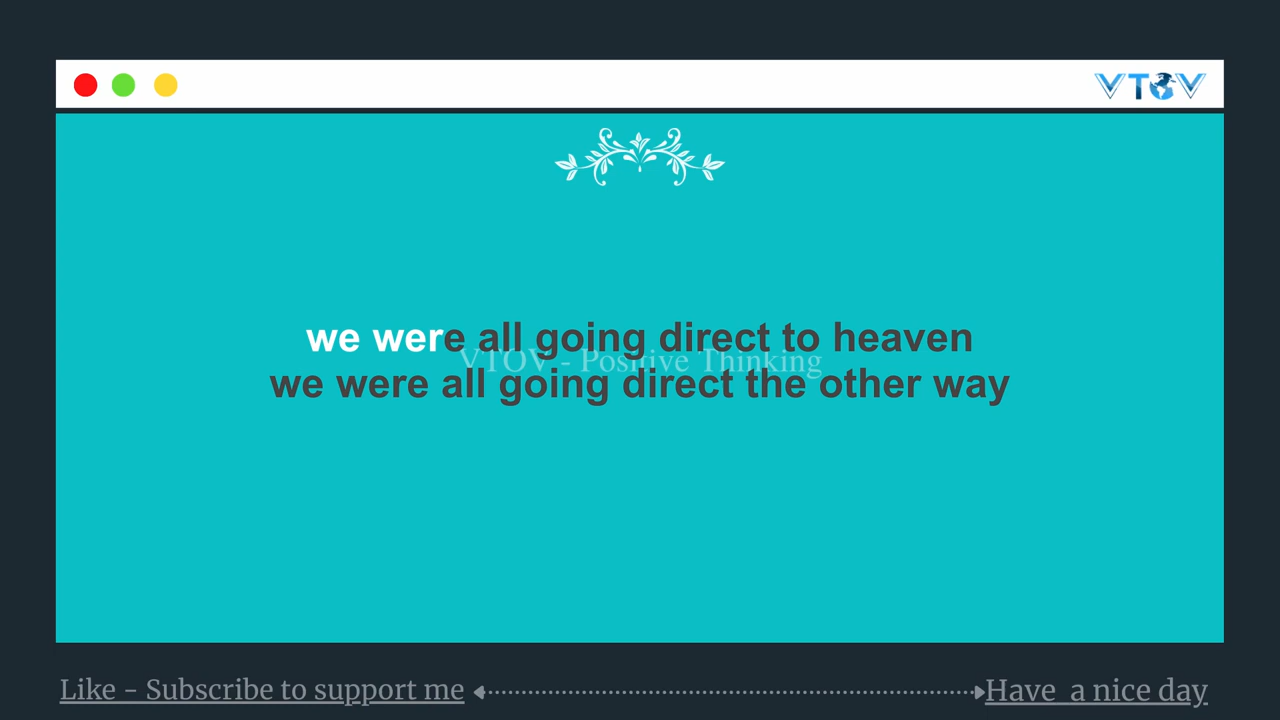 VTOV
we were all going direct to heaven
VTOV - Positive Thinking
we were all going direct the other way
Like - Subscribe to support me
Have a nice day